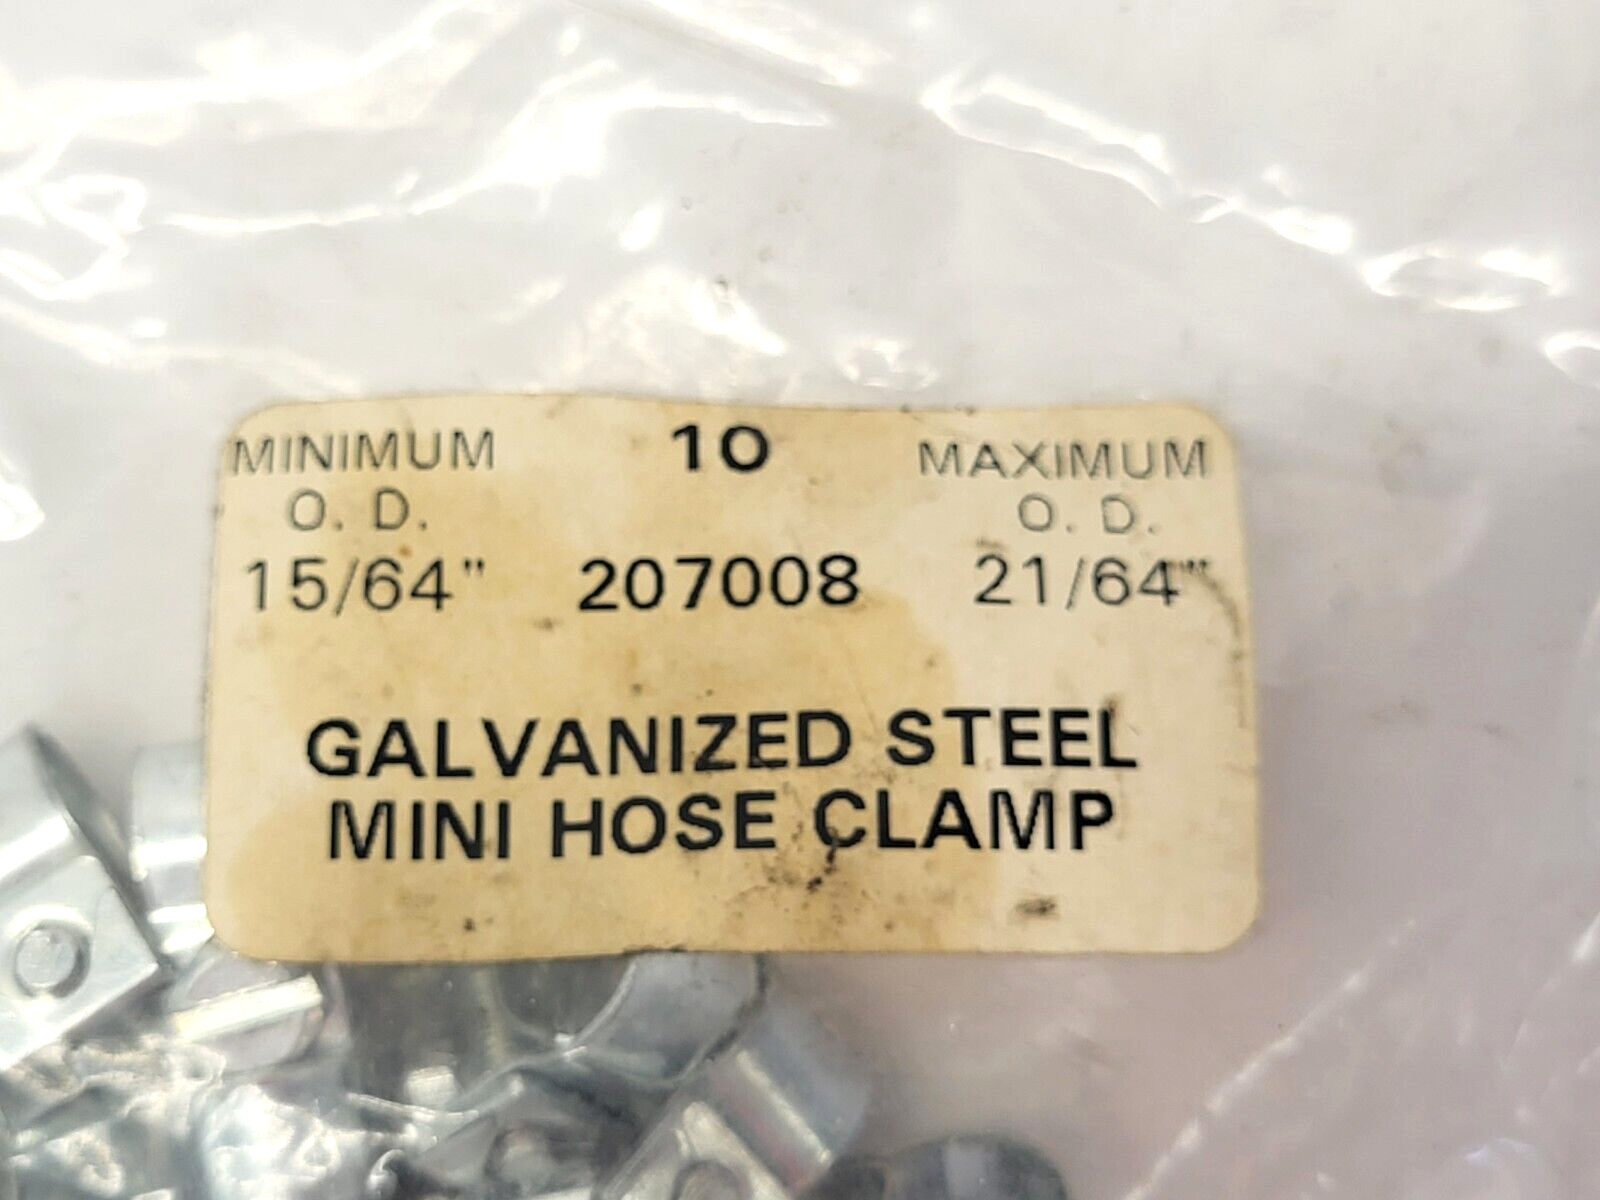 MINIMUM 10 MAXIMUM
O. D. O. D.
15/64" 207008 21/64"
GALVANIZED STEEL
MINI HOSE CLAMP